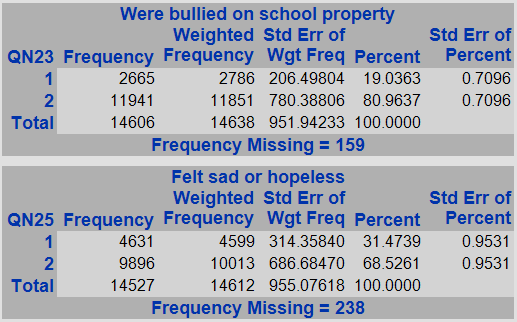 Were bullied on school property
Weighted Std Err of Std Err of
QN23 Frequency Frequency Wgt Freq Percent Percent
1 2665 2786 206.49804 19.0363 0.7096
2 11941 11851 780.38806 80.9637 0.7096
Total 14606 14638 951.94233 100.0000
Frequency Missing = 159
Felt sad or hopeless
Weighted Std Err of Std Err of
QN25 Frequency Frequency Wgt Freq Percent Percent
1 4631 4599 314.35840 31.4739 0.9531
2 9896 10013 686.68470 68.5261 0.9531
Total 14527 14612 955.07618 100.0000
Frequency Missing = 238